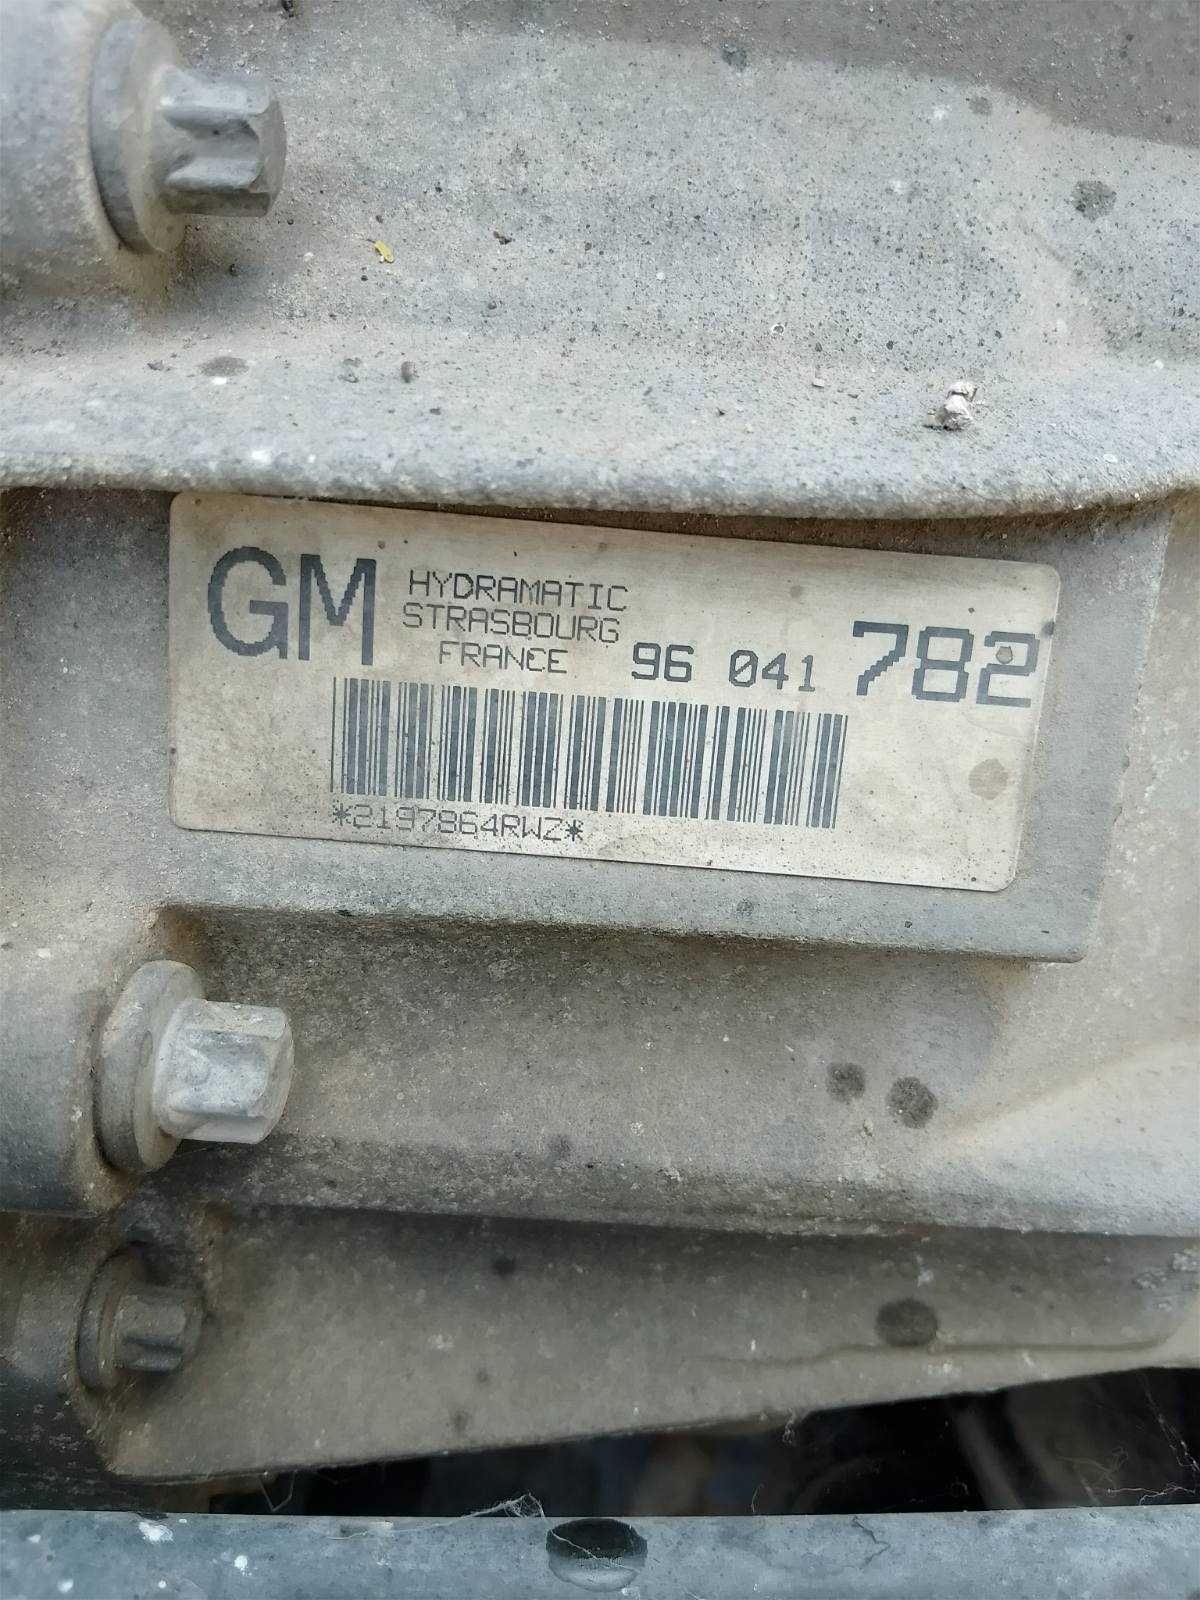 GM
HYDRAMATIC
STRASBOURG
FRANCE 96 041 782
*2197864RWZ*